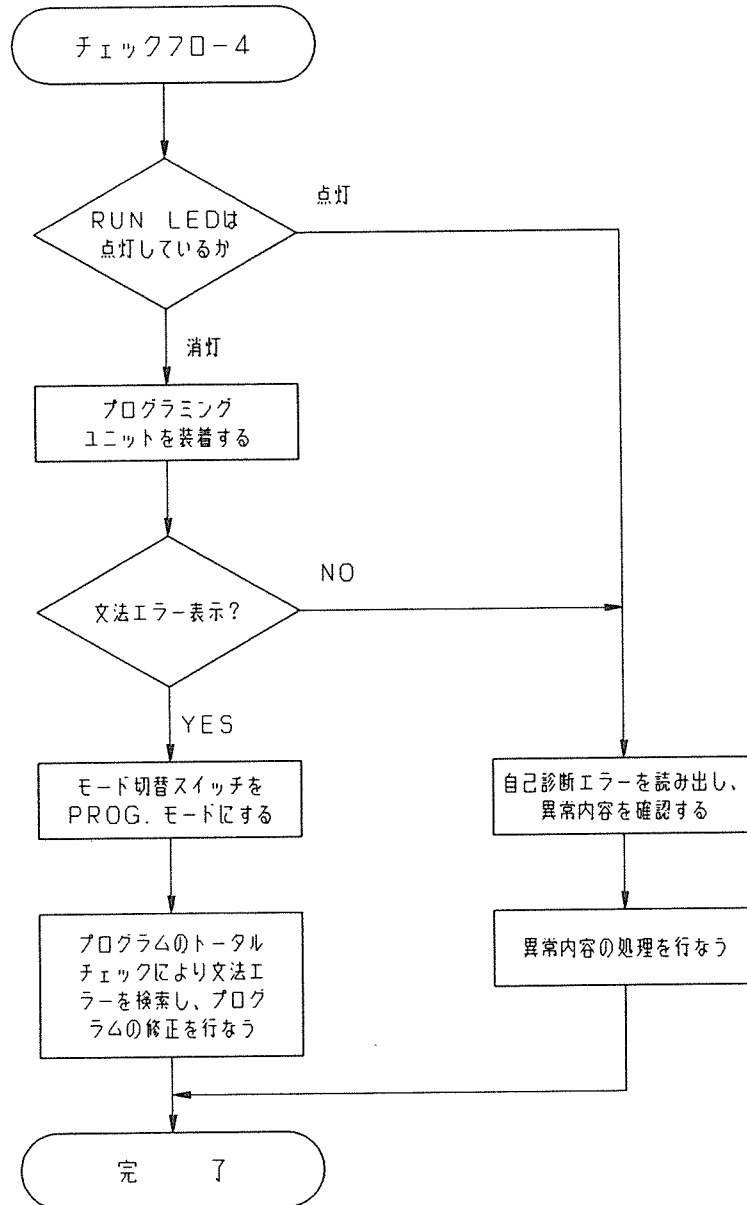 チェックフロー4
RUN LEDは
点灯しているか
点灯
消灯
プログラミング
ユニットを装着する
文法エラー表示?
NO
YES
モード切替スイッチを
PROG. モードにする
自己診断エラーを読み出し、
異常内容を確認する
プログラムのトータル
チェックにより文法エ
ラーを検索し、プログ
ラムの修正を行なう
異常内容の処理を行なう
完 了